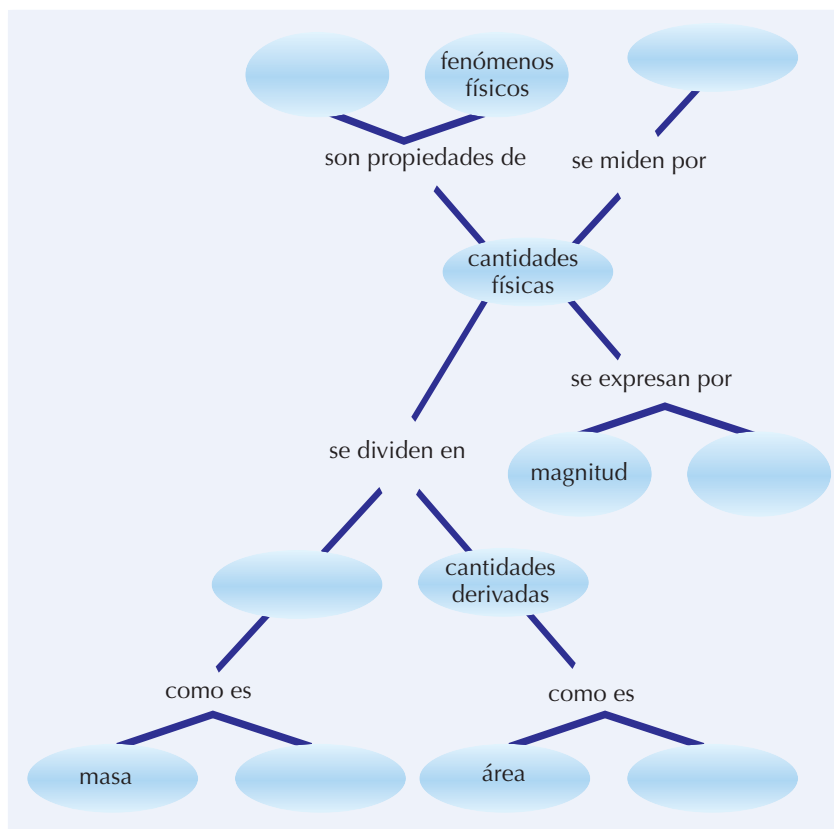 fenómenos
físicos
son propiedades de
se miden por
cantidades
físicas
se expresan por
se dividen en
magnitud
cantidades
derivadas
como es
como es
masa
área